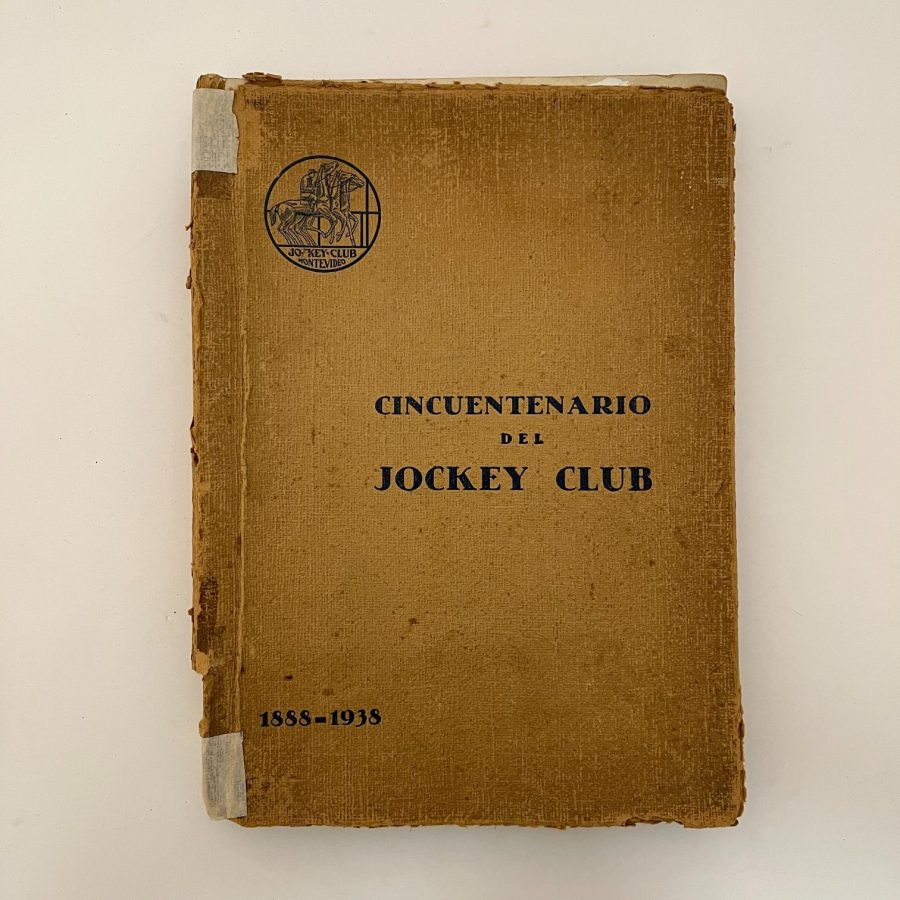 JOCKEY-CLUB
MONTEVIDEO
CINCUENTENARIO
DEL
JOCKEY CLUB
1888-1938